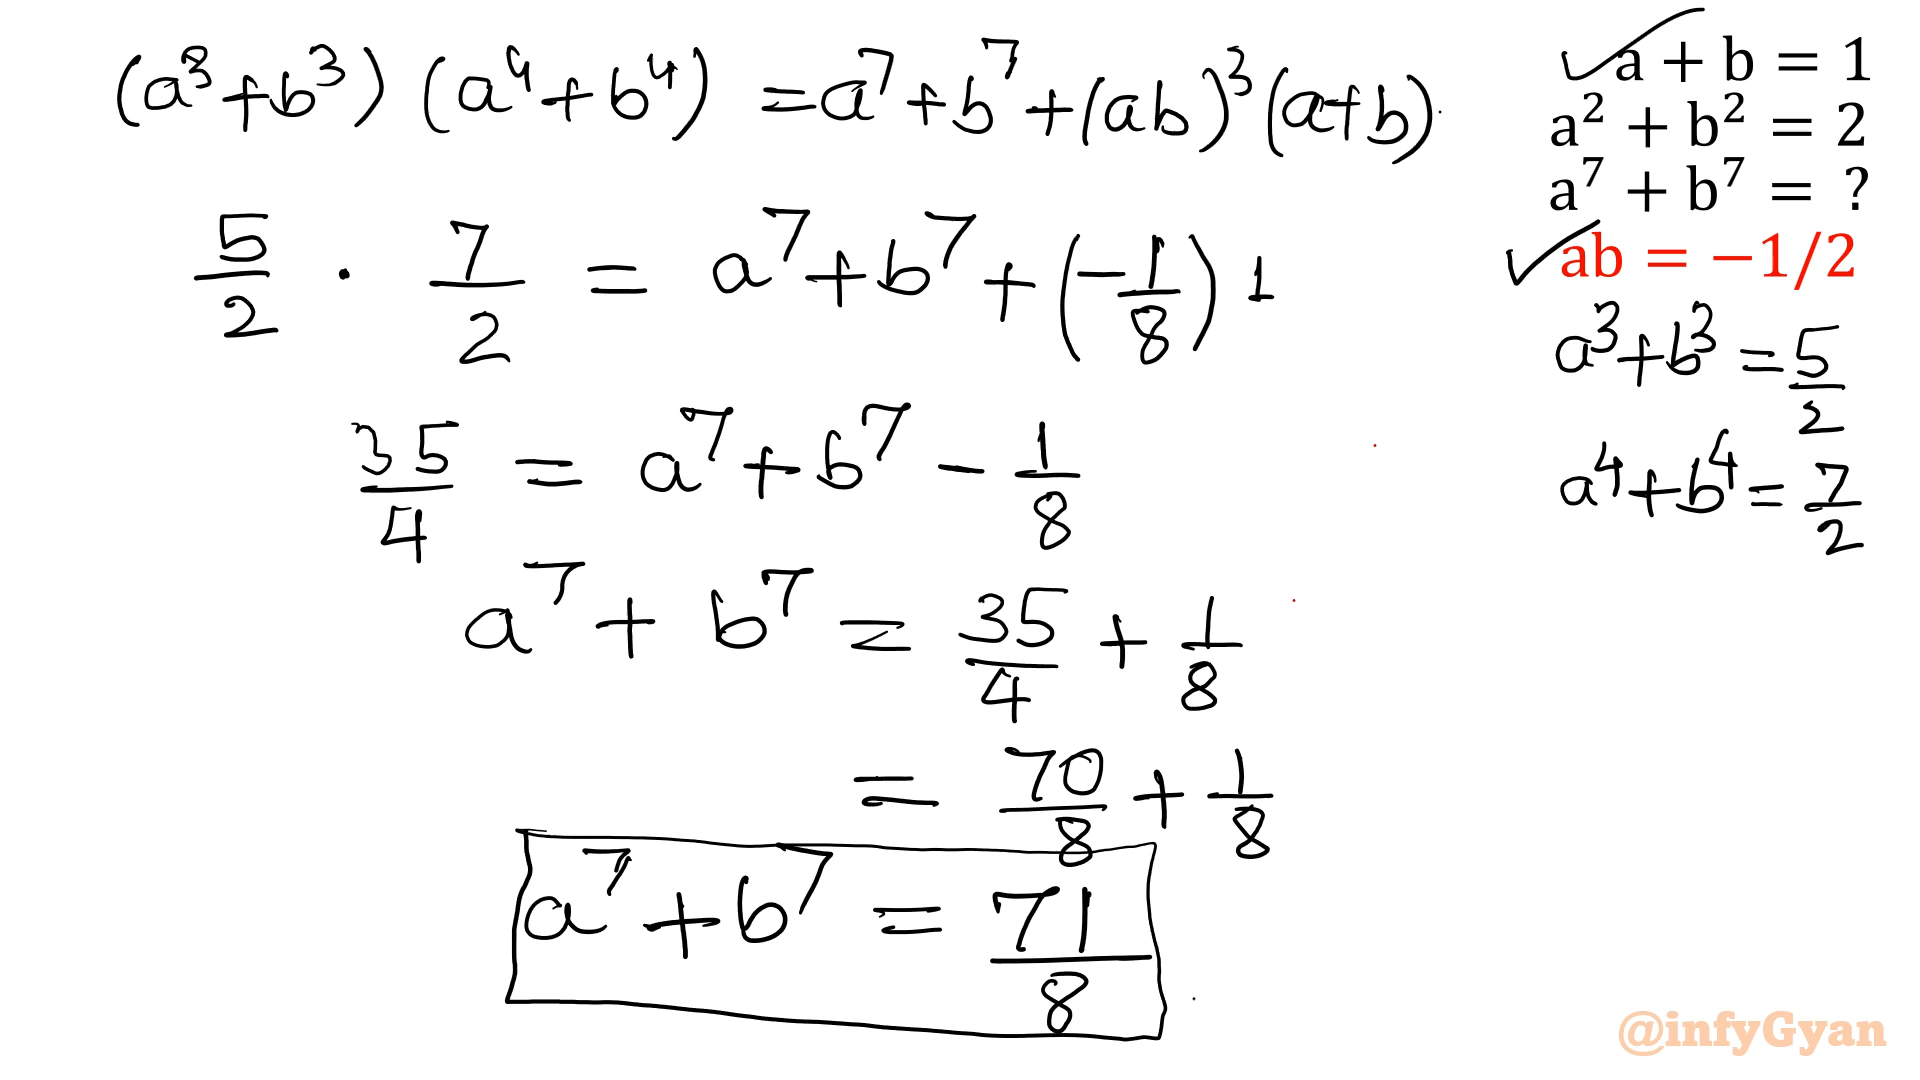 (a³+b³) (a⁴+b⁴) = a⁷+b⁷+(ab)³(a+b)
5/2 · 7/2 = a⁷+b⁷+(-1/8) 1
35/4 = a⁷+b⁷ - 1/8
a⁷ + b⁷ = 35/4 + 1/8
= 70/8 + 1/8
a⁷ + b⁷ = 71/8
✓a + b = 1
a² + b² = 2
a⁷ + b⁷ = ?
✓ab = −1/2
a³+b³ = 5/2
a⁴+b⁴ = 7/2
@infyGyan